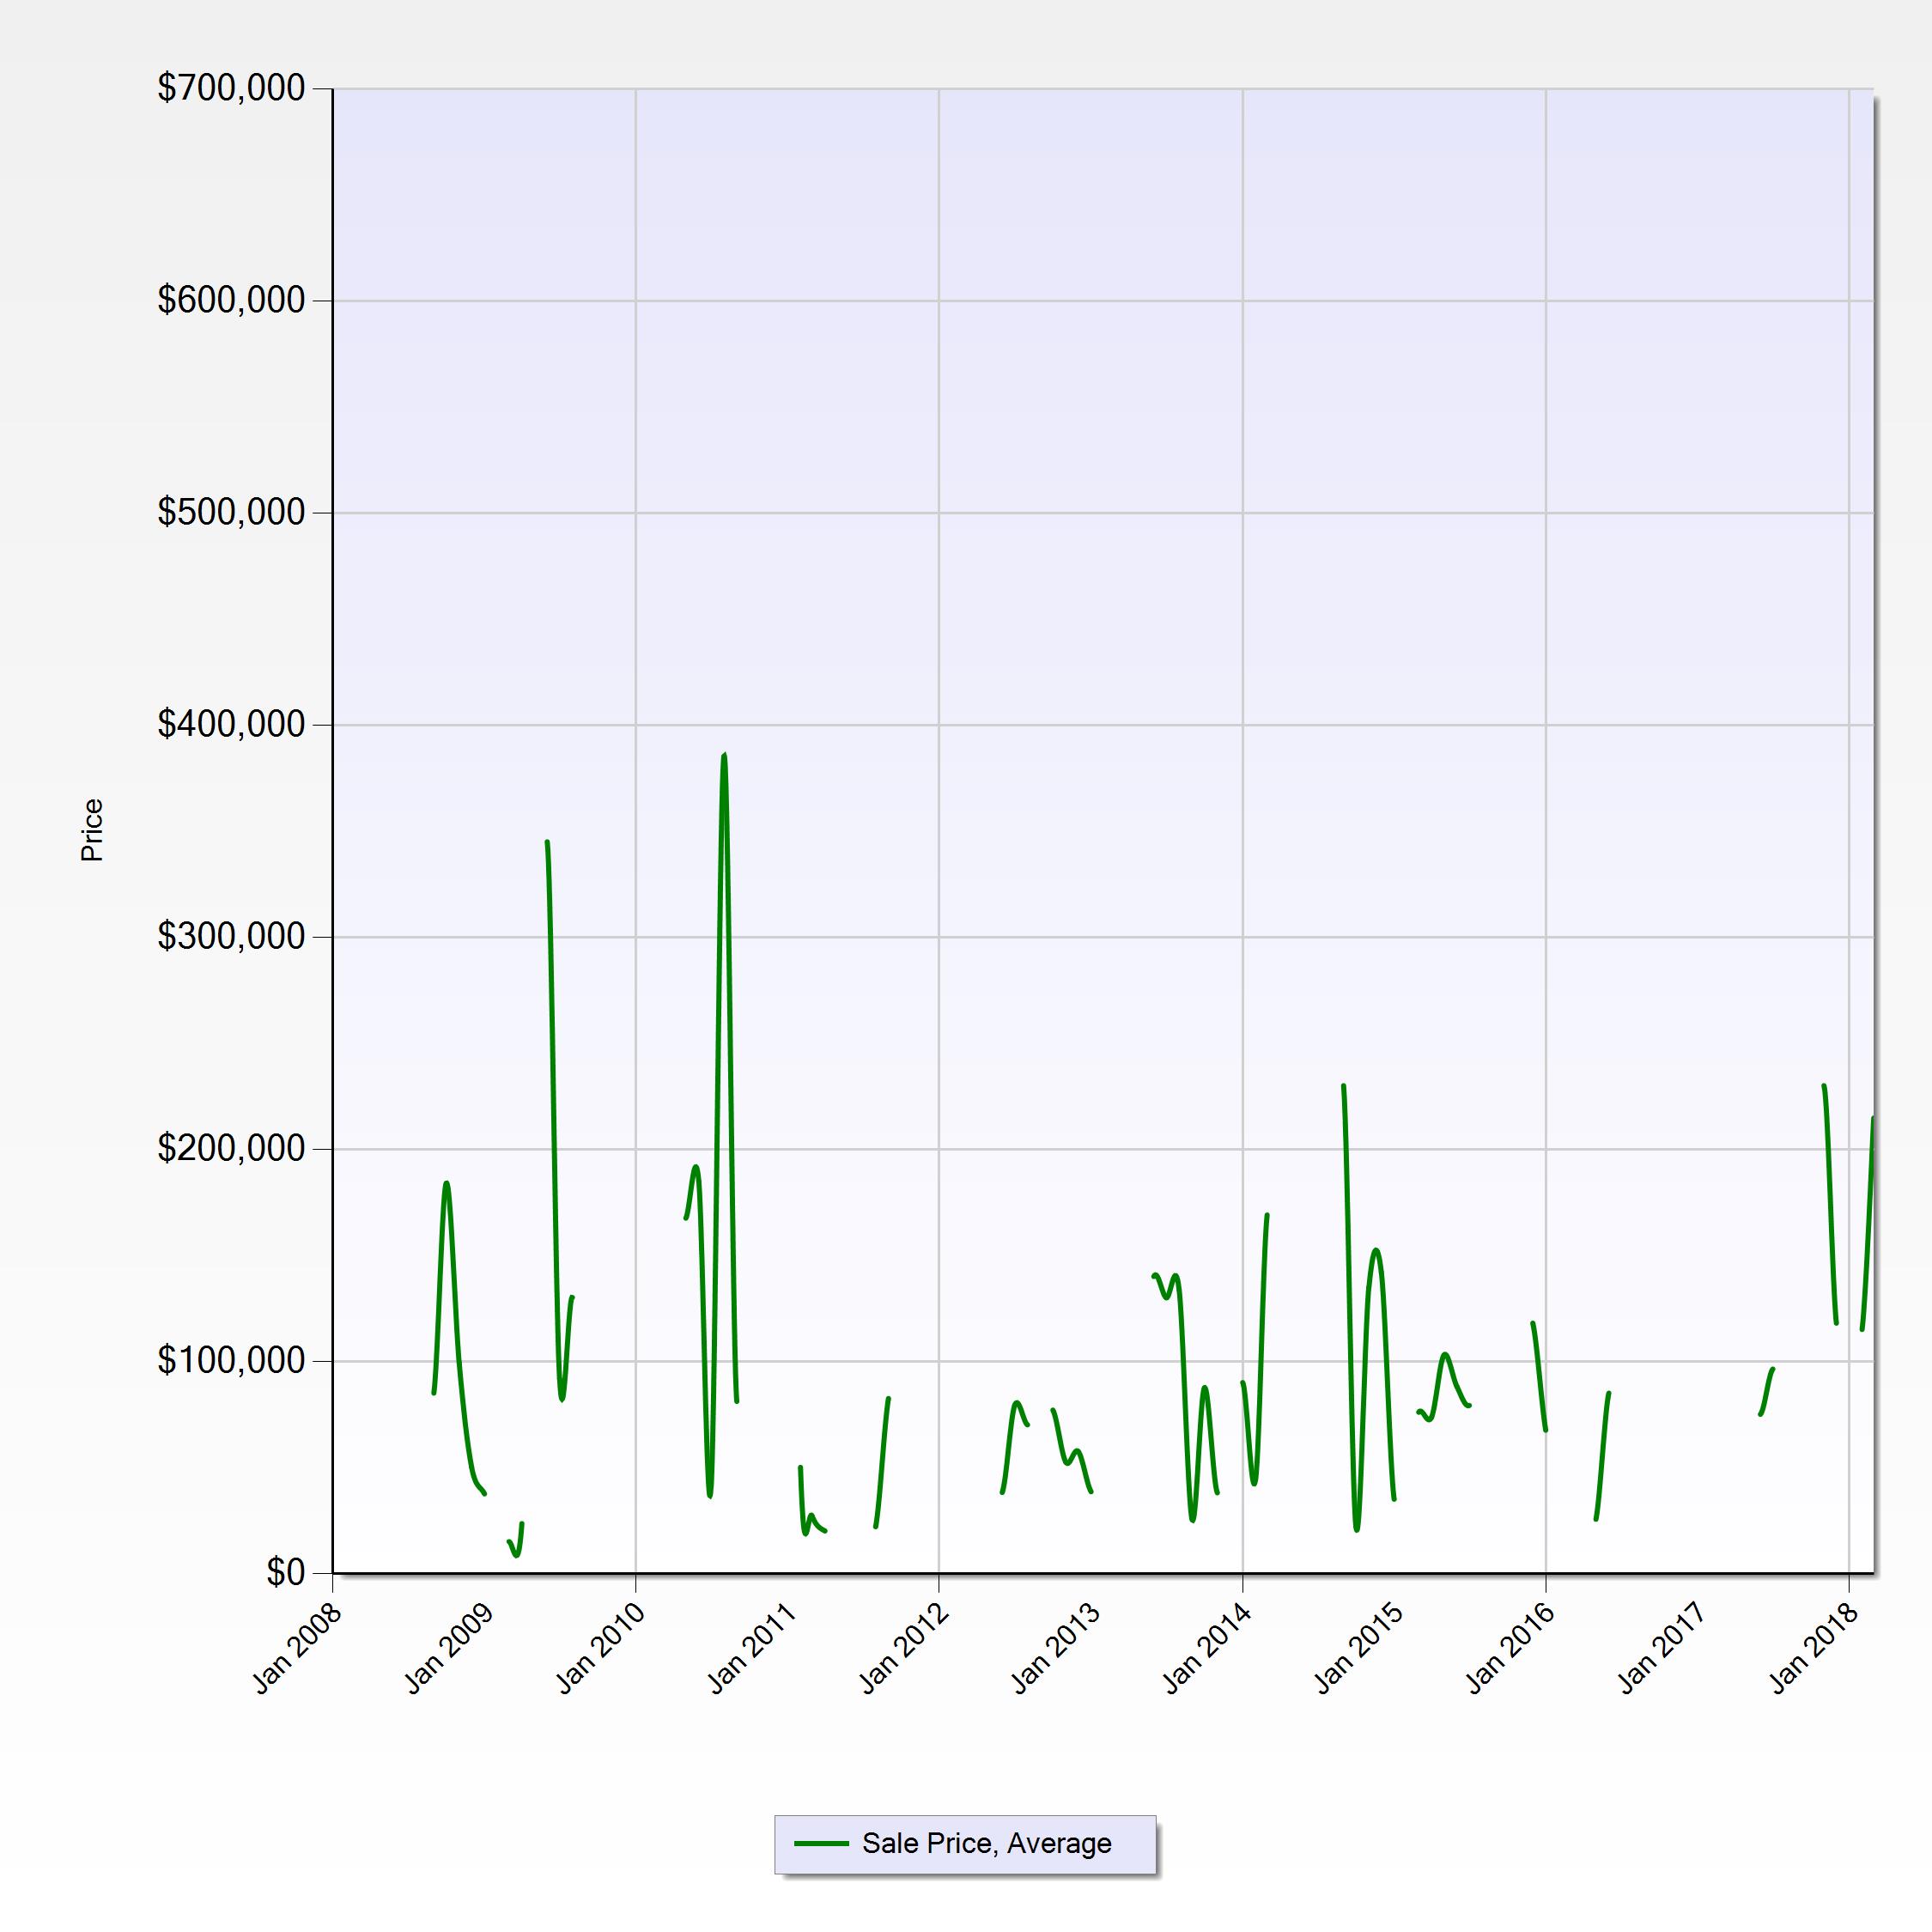 $700,000
$600,000
$500,000
$400,000
$300,000
$200,000
$100,000
$0
Price
Jan 2008
Jan 2009
Jan 2010
Jan 2011
Jan 2012
Jan 2013
Jan 2014
Jan 2015
Jan 2016
Jan 2017
Jan 2018
Sale Price, Average